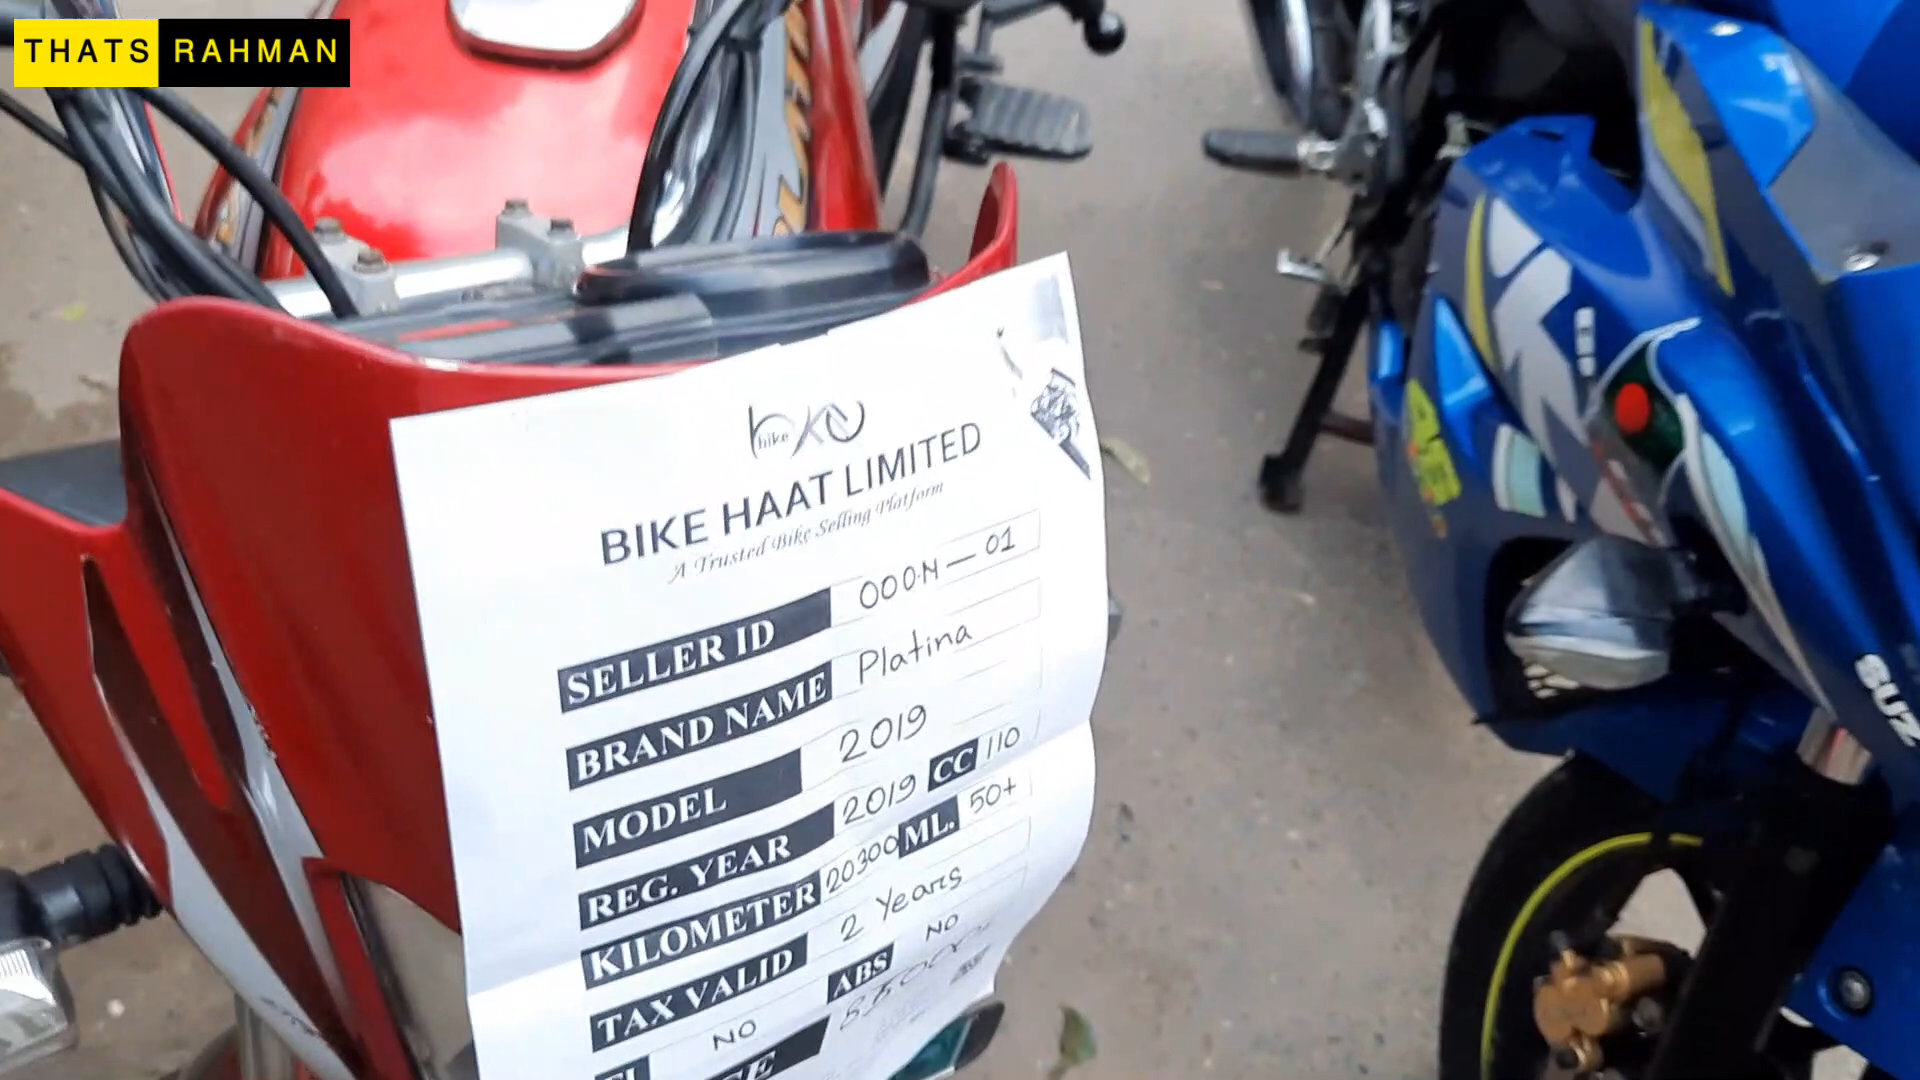 THATS RAHMAN
bike
BIKE HAAT LIMITED
A Trusted Bike Selling Platform
SELLER ID 000.M-01
BRAND NAME Platina
MODEL 2019
REG. YEAR 2019 CC 110
KILOMETER 20300 ML. 50+
TAX VALID 2 Years
NO ABS NO
SUZ